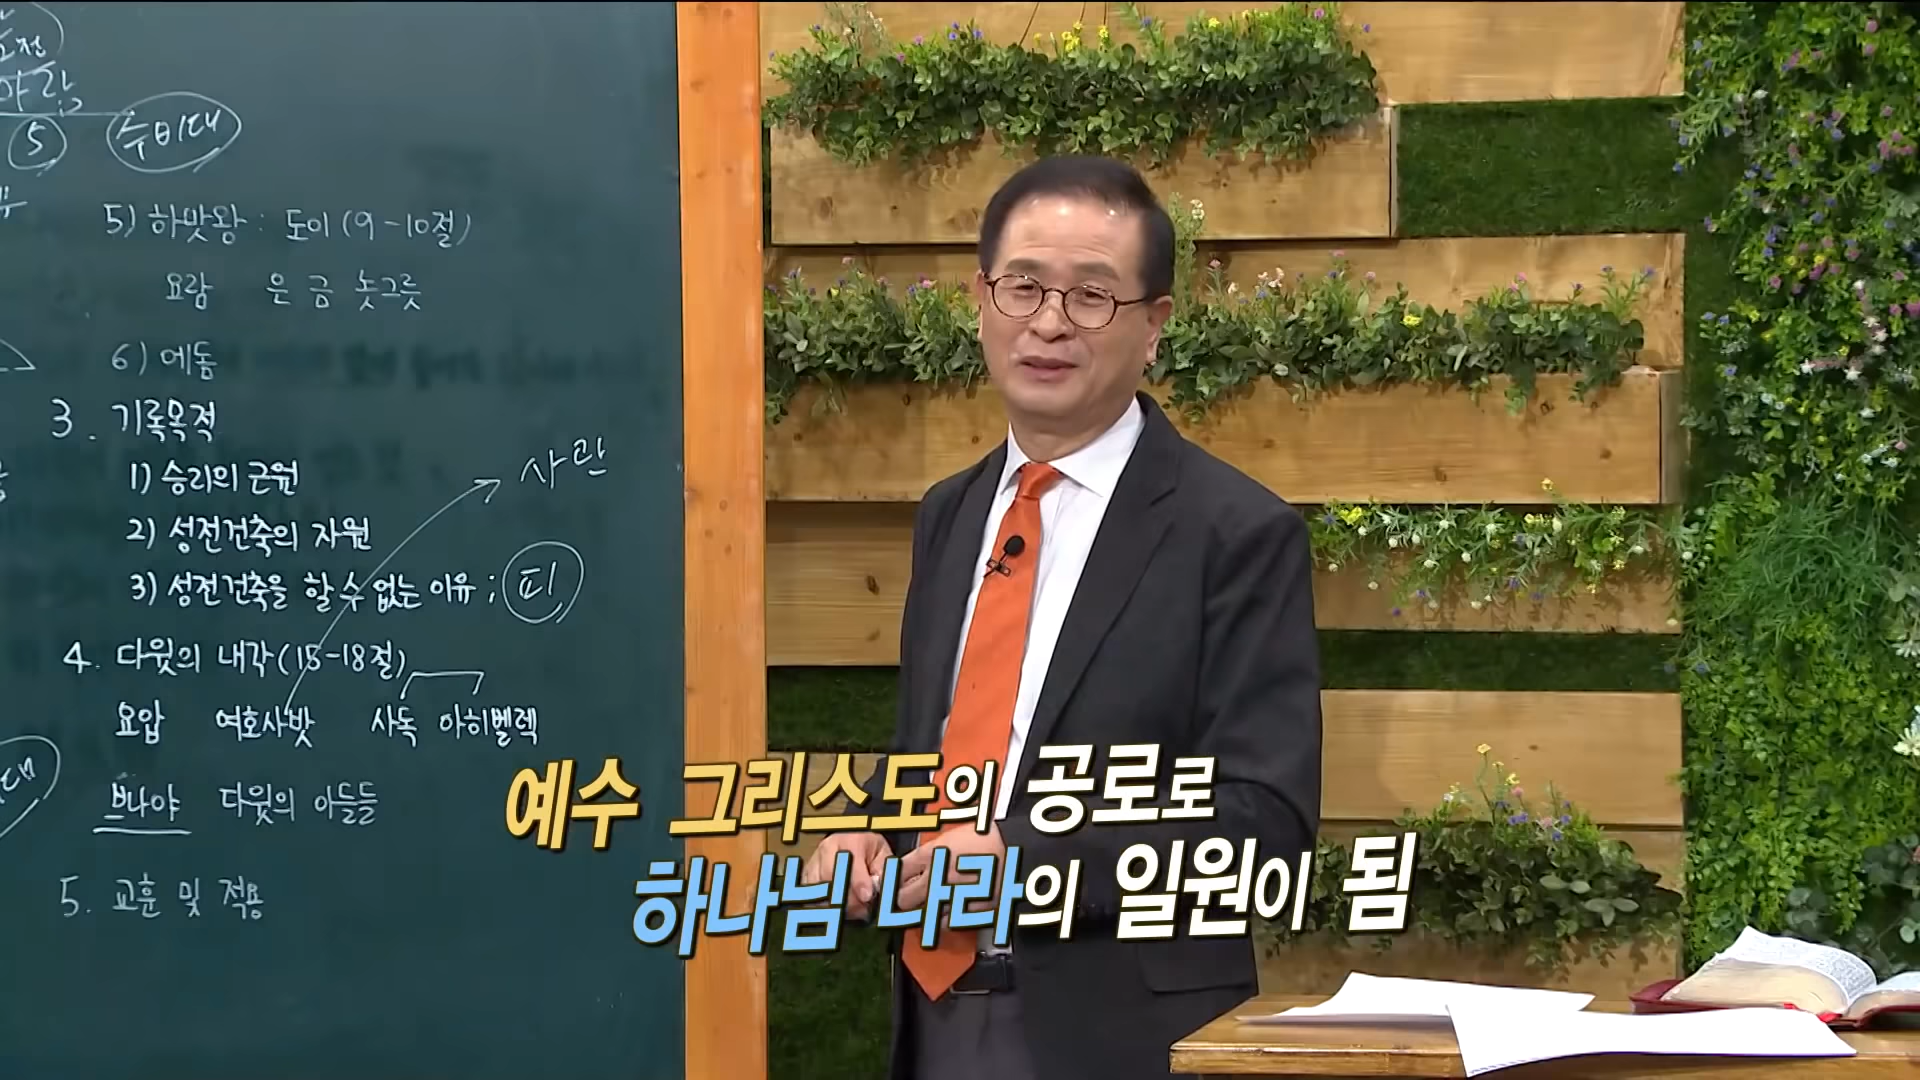 5 수비대
5) 하맛왕 : 도이 (9-10절)
요람 은 금 놋그릇
6) 에돔
3. 기록목적
1) 승리의 근원
사관
2) 성전건축의 자원
3) 성전건축을 할 수 없는 이유 ; 피
4. 다윗의 내각 (15-18절)
요압 여호사밧 사독 아히멜렉
브나야 다윗의 아들들
5. 교훈 및 적용
예수 그리스도의 공로로
하나님 나라의 일원이 됨